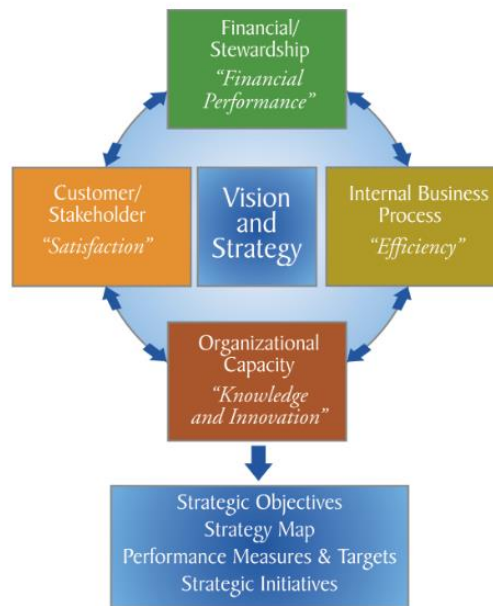 Financial/
Stewardship
“Financial
Performance”
Customer/
Stakeholder
“Satisfaction”
Vision
and
Strategy
Internal Business
Process
“Efficiency”
Organizational
Capacity
“Knowledge
and Innovation”
Strategic Objectives
Strategy Map
Performance Measures & Targets
Strategic Initiatives